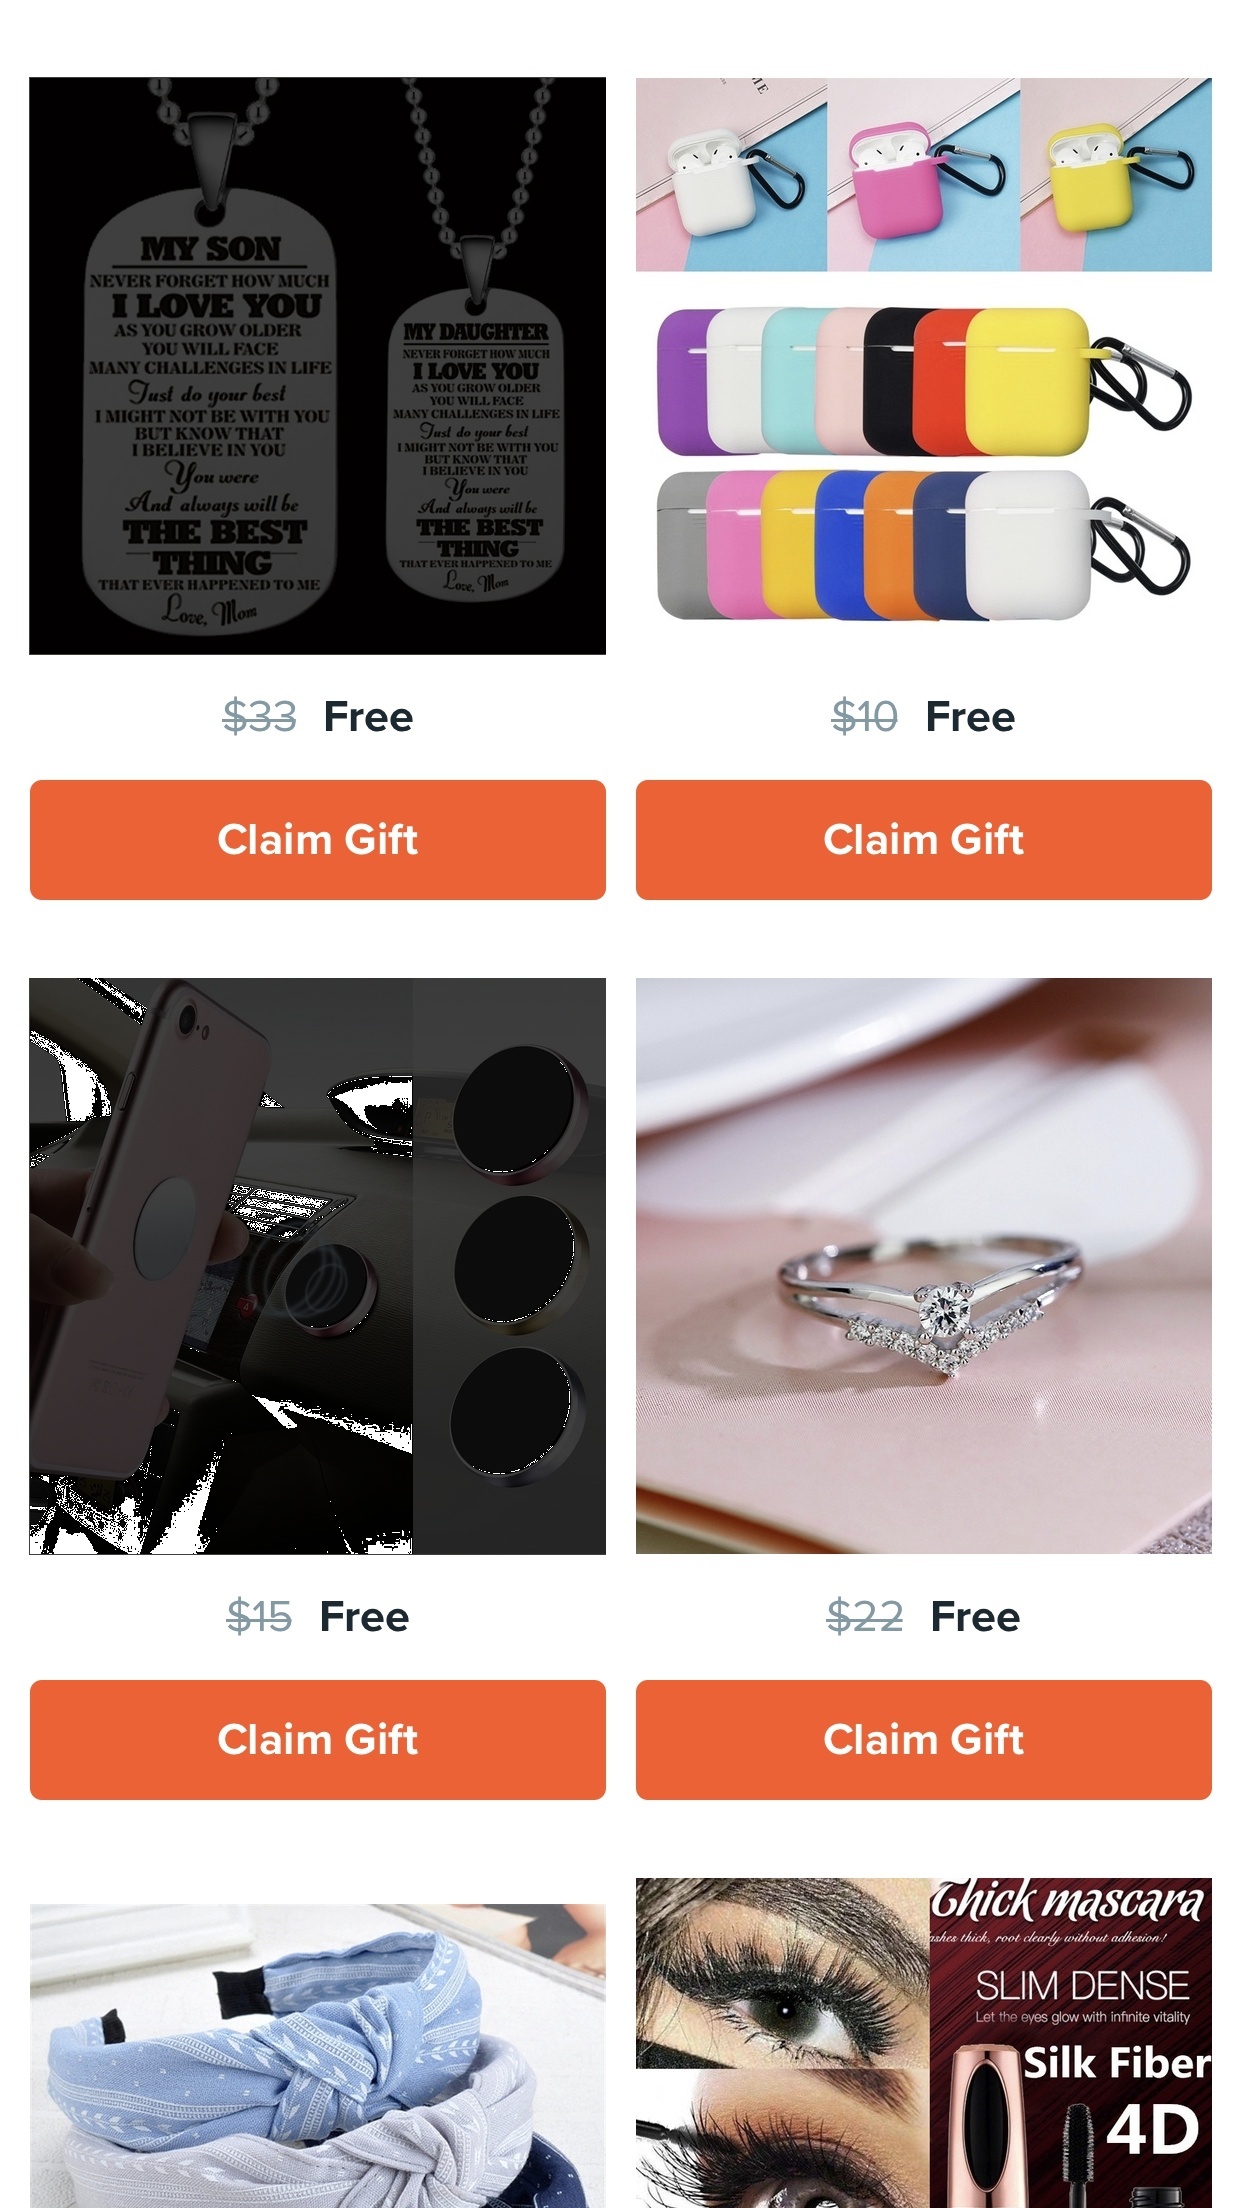 MY SON
NEVER FORGET HOW MUCH
I LOVE YOU
AS YOU GROW OLDER
YOU WILL FACE
MANY CHALLENGES IN LIFE
Just do your best
I MIGHT NOT BE WITH YOU
BUT KNOW THAT
I BELIEVE IN YOU
You were
And always will be
THE BEST
THING
THAT EVER HAPPENED TO ME
Love, Mom
MY DAUGHTER
NEVER FORGET HOW MUCH
I LOVE YOU
AS YOU GROW OLDER
YOU WILL FACE
MANY CHALLENGES IN LIFE
Just do your best
I MIGHT NOT BE WITH YOU
BUT KNOW THAT
I BELIEVE IN YOU
You were
And always will be
THE BEST
THING
THAT EVER HAPPENED TO ME
Love, Mom
ME
$33 Free
$10 Free
Claim Gift
Claim Gift
$15 Free
$22 Free
Claim Gift
Claim Gift
Thick mascara
ashes thick, root clearly without adhesion!
SLIM DENSE
Let the eyes glow with infinite vitality
Silk Fiber
4D